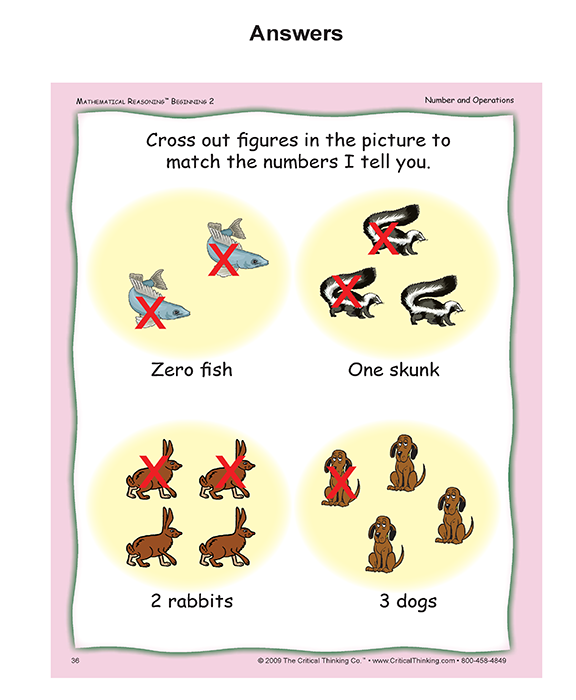 Answers
Mathematical Reasoning™ Beginning 2
Number and Operations
Cross out figures in the picture to
match the numbers I tell you.
Zero fish
One skunk
2 rabbits
3 dogs
36
© 2009 The Critical Thinking Co.™ • www.CriticalThinking.com • 800-458-4849